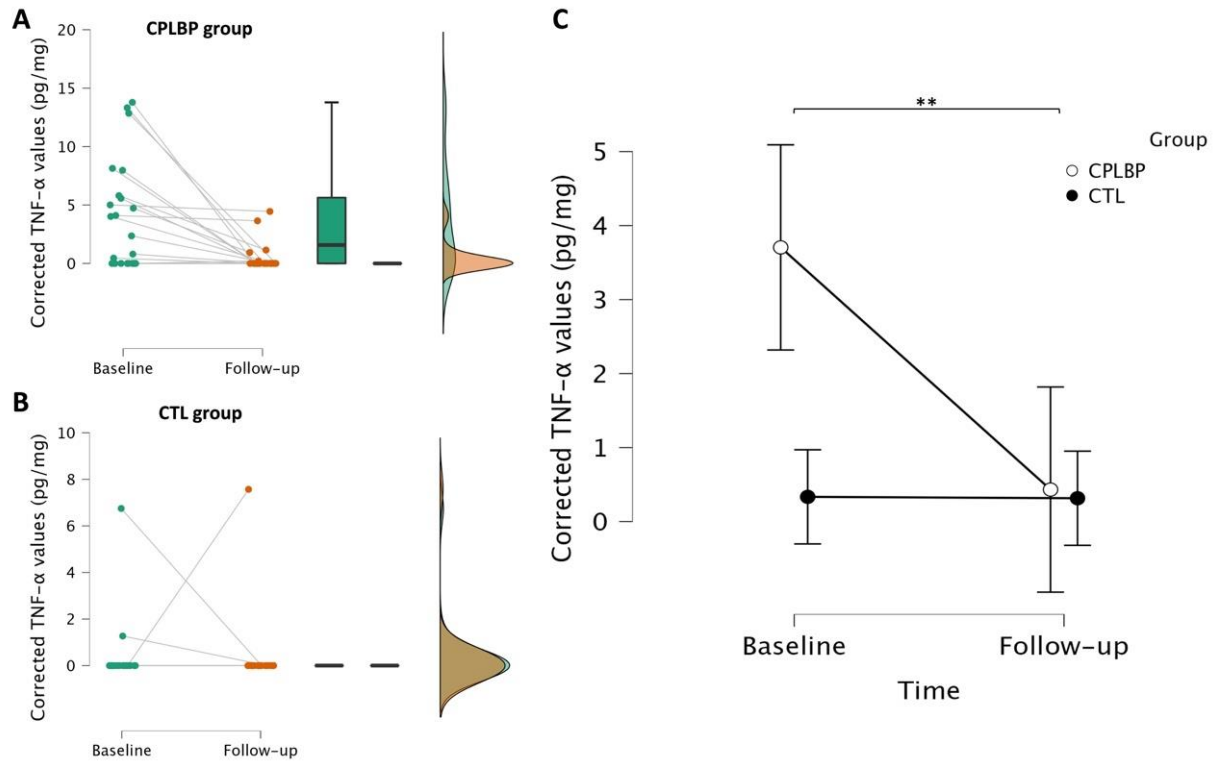 A
CPLBP group
Corrected TNF-α values (pg/mg)
20
15
10
5
0
Baseline
Follow-up
B
CTL group
Corrected TNF-α values (pg/mg)
10
8
6
4
2
0
Baseline
Follow-up
C
**
Group
CPLBP
CTL
Corrected TNF-α values (pg/mg)
5
4
3
2
1
0
Baseline
Follow-up
Time